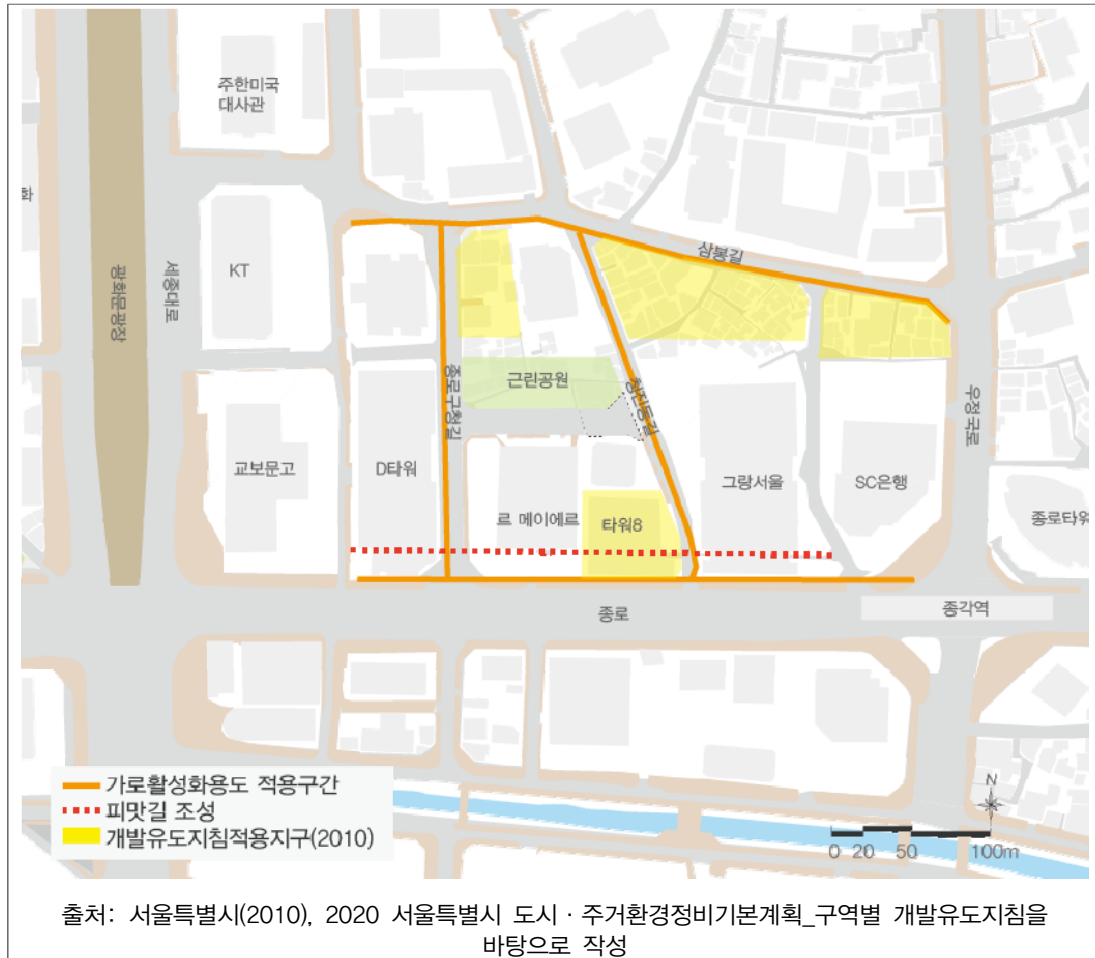 주한미국
대사관
화
삼봉길
KT
세종대로
광화문광장
근린공원
종로구청길
청진동길
우정국로
교보문고
D타워
그랑서울
SC은행
르 메이에르
타워8
종로타워
종로
종각역
가로활성화용도 적용구간
피맛길 조성
개발유도지침적용지구(2010)
N
0 20 50 100m
출처: 서울특별시(2010), 2020 서울특별시 도시 · 주거환경정비기본계획_구역별 개발유도지침을
바탕으로 작성